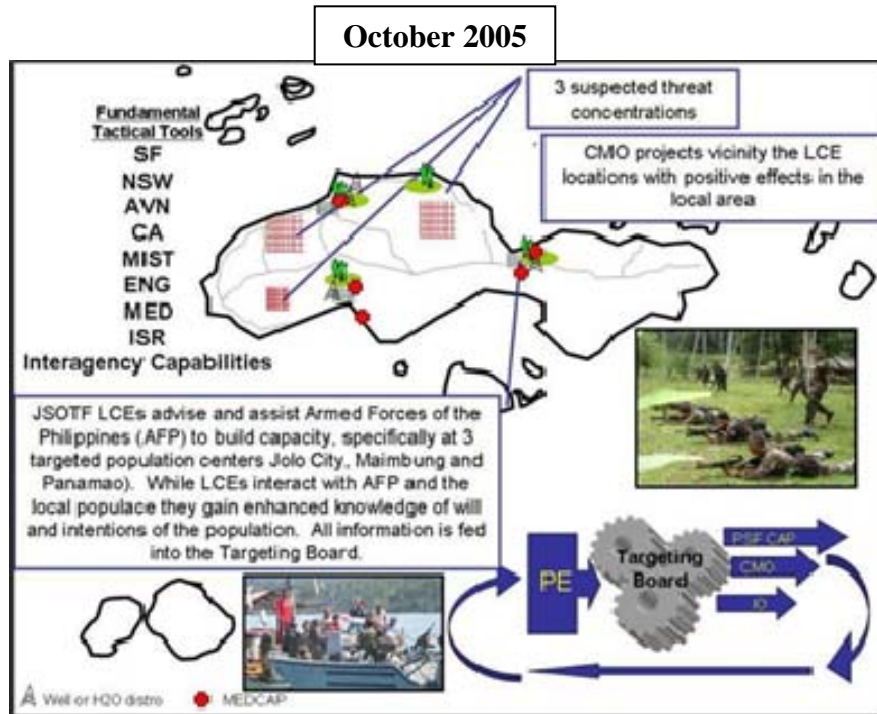 October 2005
Fundamental
Tactical Tools
SF
NSW
AVN
CA
MIST
ENG
MED
ISR
Interagency Capabilities
3 suspected threat
concentrations
CMO projects vicinity the LCE
locations with positive effects in the
local area
JSOTF LCEs advise and assist Armed Forces of the
Philippines (AFP) to build capacity, specifically at 3
targeted population centers Jolo City., Maimbung and
Panamao). While LCEs interact with AFP and the
local populace they gain enhanced knowledge of will
and intentions of the population. All information is fed
into the Targeting Board.
PE
Targeting
Board
PSF CAP
CMO
IO
Well or H20 distro
MEDCAP